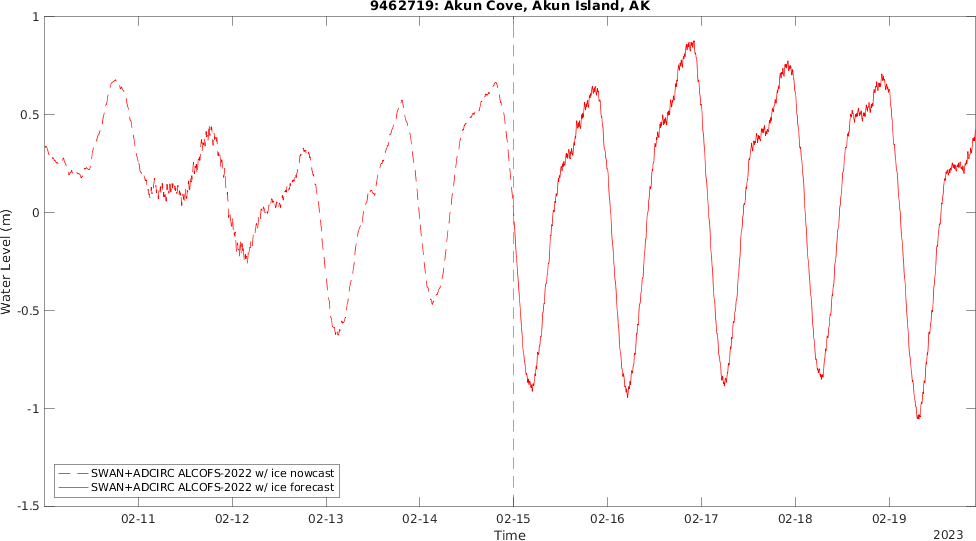 9462719: Akun Cove, Akun Island, AK
Water Level (m)
1
0.5
0
-0.5
-1
-1.5
SWAN+ADCIRC ALCOFS-2022 w/ ice nowcast
SWAN+ADCIRC ALCOFS-2022 w/ ice forecast
02-11 02-12 02-13 02-14 02-15 02-16 02-17 02-18 02-19
Time
2023